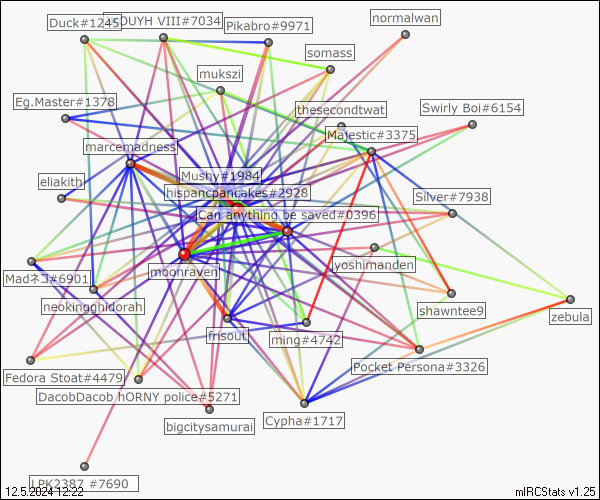 Duck#1245
OUYH VIII#7034
Pikabro#9971
normalwan
somass
mukszi
Eg.Master#1378
thesecondtwat
Swirly Boi#6154
Majestic#3375
marcemadness
Mushy#1984
eliakith
hispancpancakes#2928
Silver#7938
Can anything be saved#0396
yoshimanden
moonraven
Madネコ#6901
neokingghidorah
shawntee9
zebula
frisout
ming#4742
Fedora Stoat#4479
Pocket Persona#3326
DacobDacob hORNY police#5271
bigcitysamurai
Cypha#1717
LPK2387 #7690
12.5.2024 12:22
mIRCStats v1.25